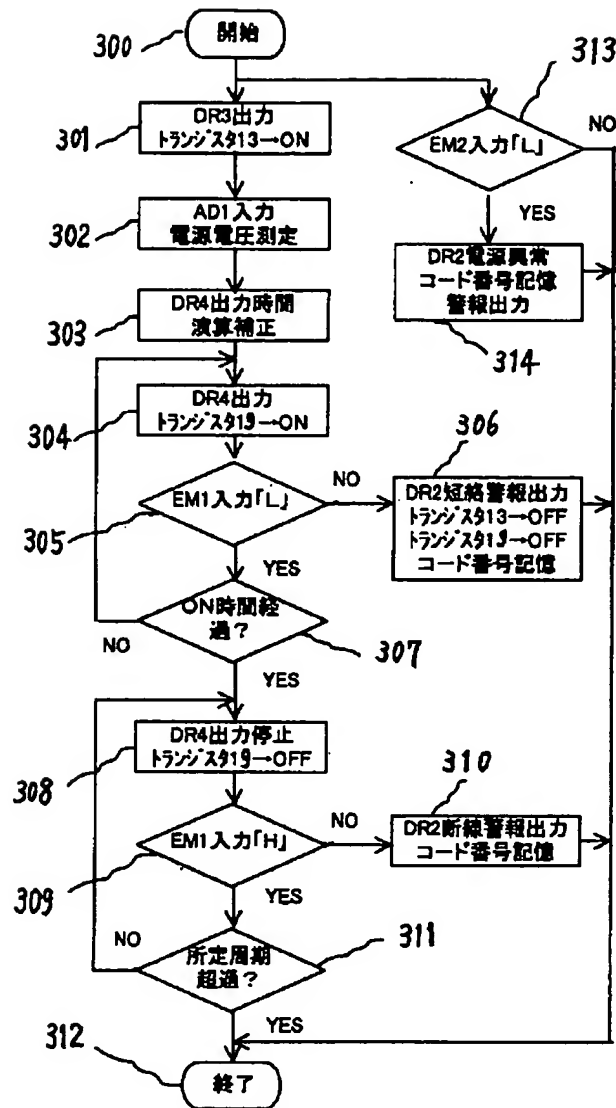 300
開始
313
301
DR3出力
トランジスタ13→ON
EM2入力「L」
NO
YES
302
AD1入力
電源電圧測定
DR2電源異常
コード番号記憶
警報出力
314
303
DR4出力時間
演算補正
304
DR4出力
トランジスタ19→ON
306
305
EM1入力「L」
NO
DR2短絡警報出力
トランジスタ13→OFF
トランジスタ19→OFF
コード番号記憶
YES
ON時間経
過？
NO
307
YES
308
DR4出力停止
トランジスタ19→OFF
310
309
EM1入力「H」
NO
DR2断線警報出力
コード番号記憶
YES
NO
311
所定周期
超過？
YES
312
終了